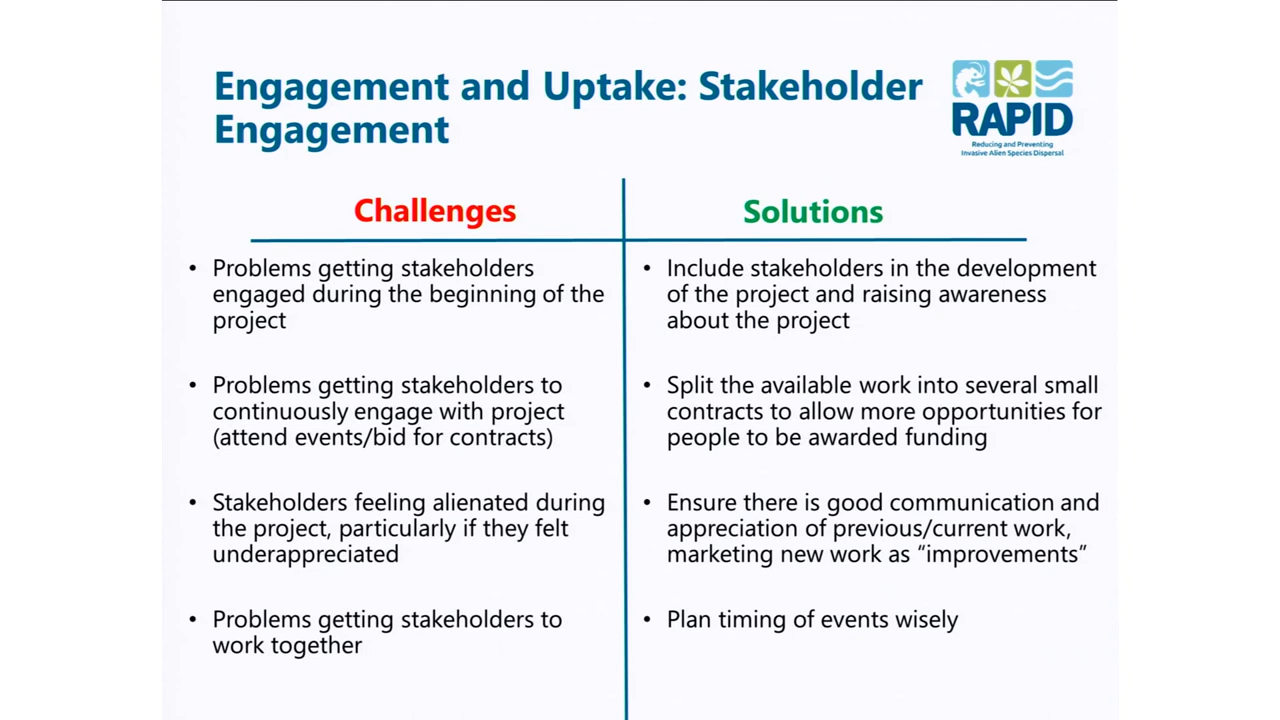 Engagement and Uptake: Stakeholder
Engagement
RAPID
Reducing and Preventing
Invasive Alien Species Dispersal
Challenges
• Problems getting stakeholders
engaged during the beginning of the
project
• Problems getting stakeholders to
continuously engage with project
(attend events/bid for contracts)
• Stakeholders feeling alienated during
the project, particularly if they felt
underappreciated
• Problems getting stakeholders to
work together
Solutions
• Include stakeholders in the development
of the project and raising awareness
about the project
• Split the available work into several small
contracts to allow more opportunities for
people to be awarded funding
• Ensure there is good communication and
appreciation of previous/current work,
marketing new work as “improvements”
• Plan timing of events wisely